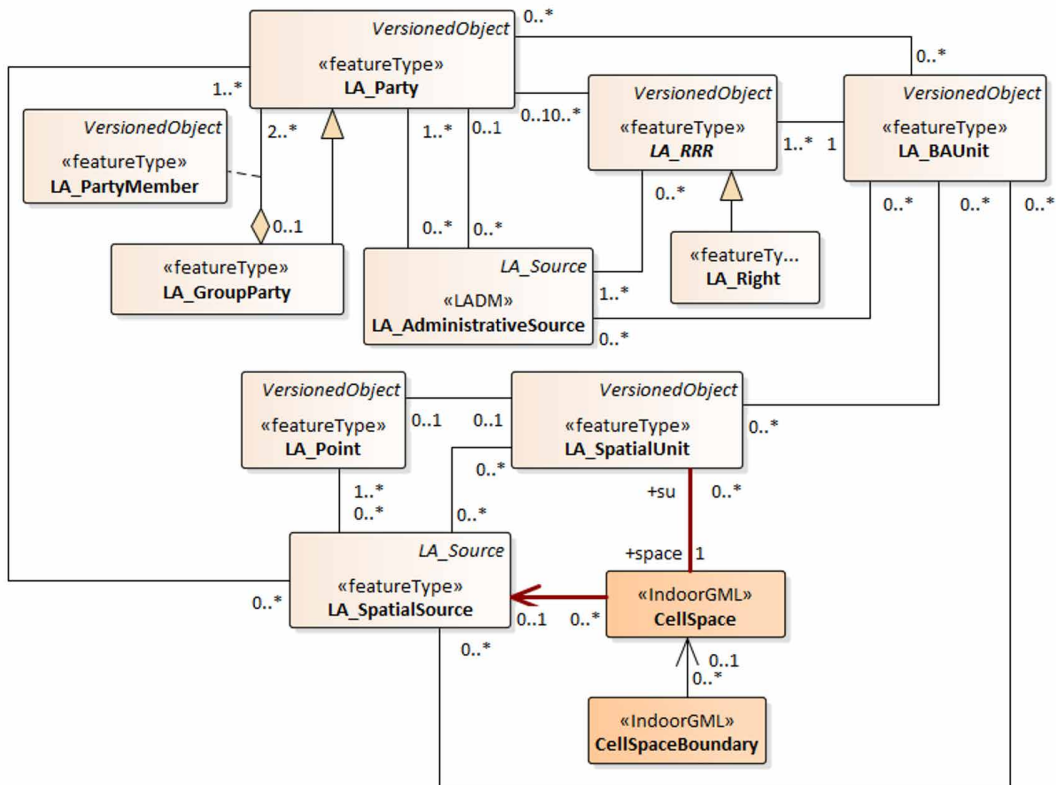 VersionedObject
«featureType»
LA_Party
0..*
0..*
1..*
2..*
1..*
0..1
0..10..*
VersionedObject
«featureType»
LA_RRR
1..*
1
VersionedObject
«featureType»
LA_BAUnit
VersionedObject
«featureType»
LA_PartyMember
0..1
0..*
0..*
0..*
0..*
0..*
0..*
«featureType»
LA_GroupParty
LA_Source
«LADM»
LA_AdministrativeSource
1..*
0..*
«featureTy...
LA_Right
VersionedObject
«featureType»
LA_Point
0..1
0..1
VersionedObject
«featureType»
LA_SpatialUnit
0..*
1..*
0..*
0..*
0..*
+su
0..*
+space
1
LA_Source
«featureType»
LA_SpatialSource
0..*
0..*
0..1
0..*
«IndoorGML»
CellSpace
0..1
0..*
«IndoorGML»
CellSpaceBoundary